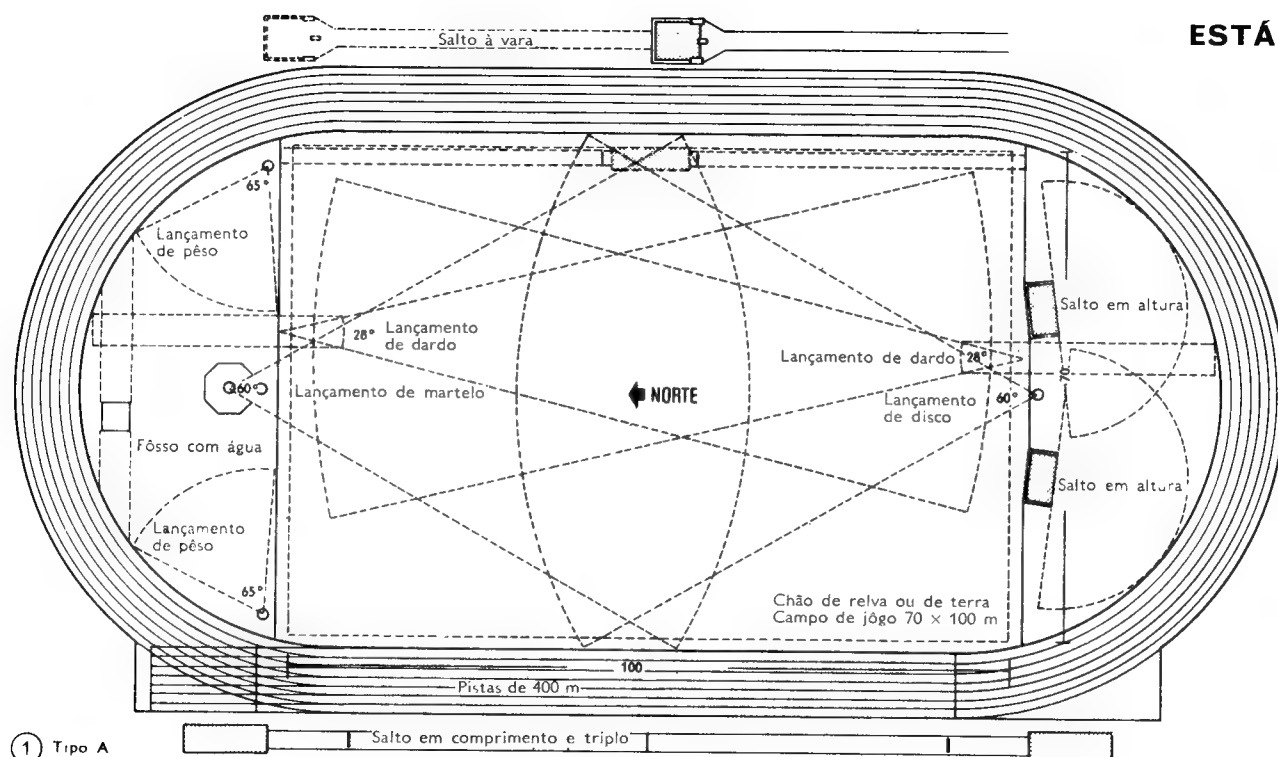 ESTÁ
Salto à vara
65°
Lançamento
de pêso
28°
Lançamento
de dardo
Salto em altura
Lançamento de dardo
28°
70
60°
Lançamento de martelo
NORTE
Lançamento
de disco
60°
Fôsso com água
Salto em altura
Lançamento
de pêso
65°
Chão de relva ou de terra
Campo de jôgo 70 × 100 m
100
Pistas de 400 m
Salto em comprimento e triplo
1 Tipo A